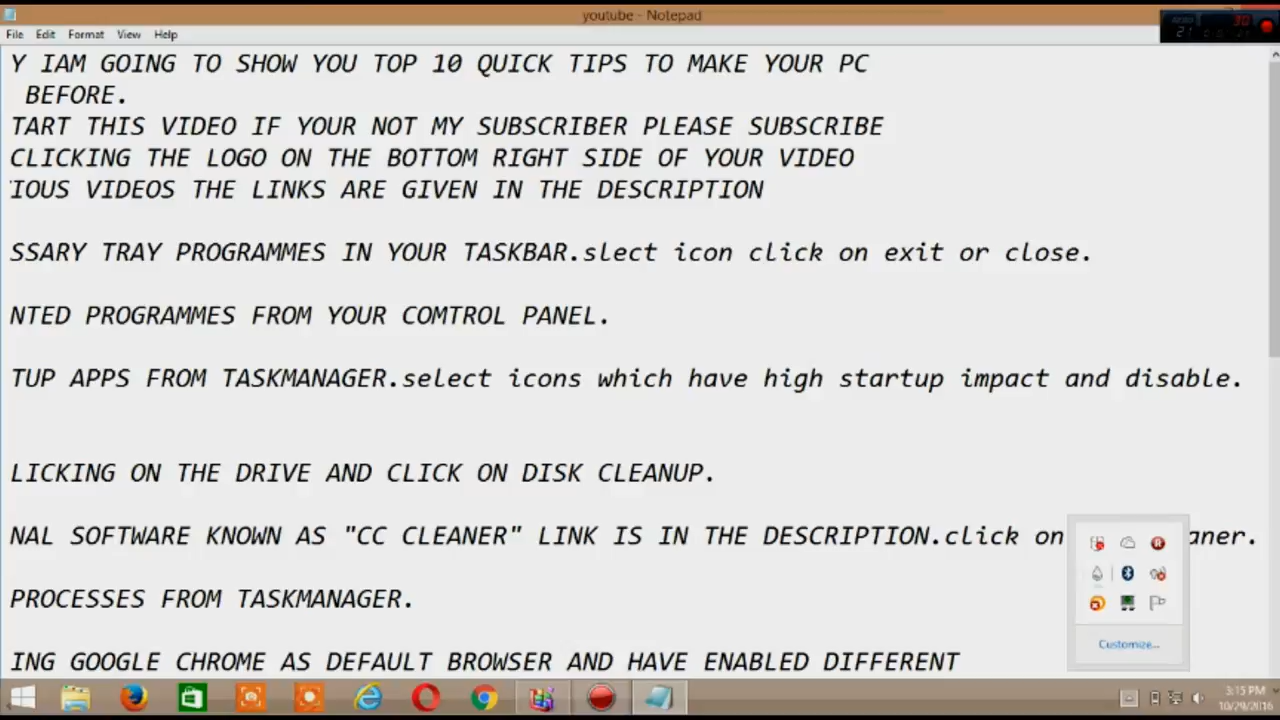 youtube - Notepad
File Edit Format View Help
Y IAM GOING TO SHOW YOU TOP 10 QUICK TIPS TO MAKE YOUR PC
BEFORE.
TART THIS VIDEO IF YOUR NOT MY SUBSCRIBER PLEASE SUBSCRIBE
CLICKING THE LOGO ON THE BOTTOM RIGHT SIDE OF YOUR VIDEO
IOUS VIDEOS THE LINKS ARE GIVEN IN THE DESCRIPTION
SSARY TRAY PROGRAMMES IN YOUR TASKBAR.slect icon click on exit or close.
NTED PROGRAMMES FROM YOUR COMTROL PANEL.
TUP APPS FROM TASKMANAGER.select icons which have high startup impact and disable.
LICKING ON THE DRIVE AND CLICK ON DISK CLEANUP.
NAL SOFTWARE KNOWN AS "CC CLEANER" LINK IS IN THE DESCRIPTION.click on aner.
PROCESSES FROM TASKMANAGER.
Customize...
ING GOOGLE CHROME AS DEFAULT BROWSER AND HAVE ENABLED DIFFERENT
3:15 PM
10/29/2016